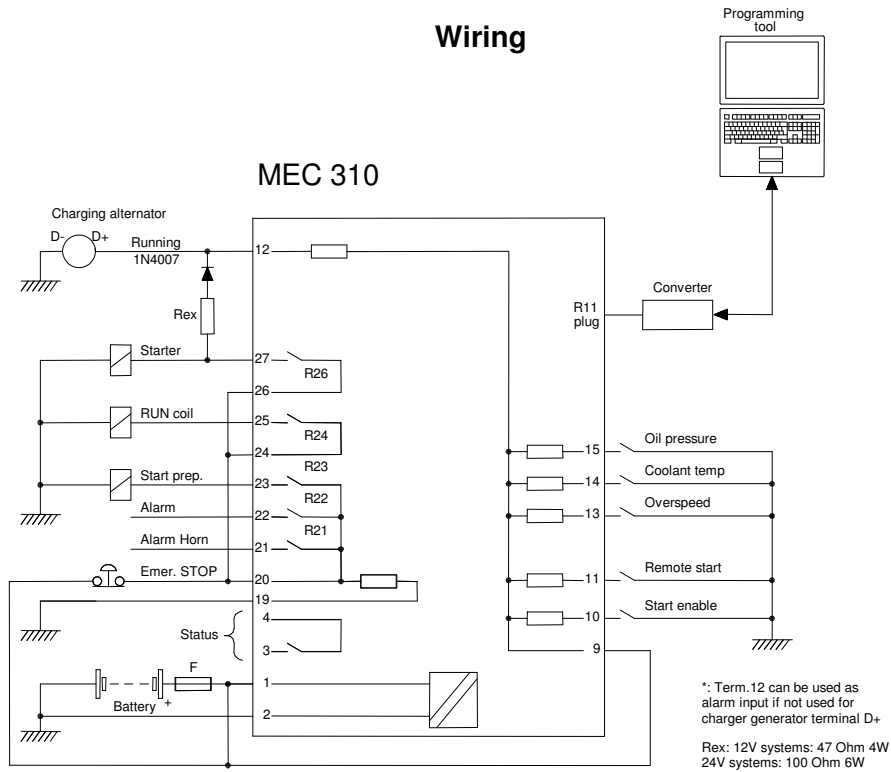 Wiring
Programming
tool
MEC 310
Charging alternator
D-
D+
Running
1N4007
12
Rex
R11
plug
Converter
Starter
27
R26
26
RUN coil
25
R24
24
R23
Start prep.
23
R22
Alarm
22
R21
Alarm Horn
21
Emer. STOP
20
19
Status
4
3
F
1
Battery
+
2
15
Oil pressure
14
Coolant temp
13
Overspeed
11
Remote start
10
Start enable
9
*: Term.12 can be used as
alarm input if not used for
charger generator terminal D+
Rex: 12V systems: 47 Ohm 4W
24V systems: 100 Ohm 6W